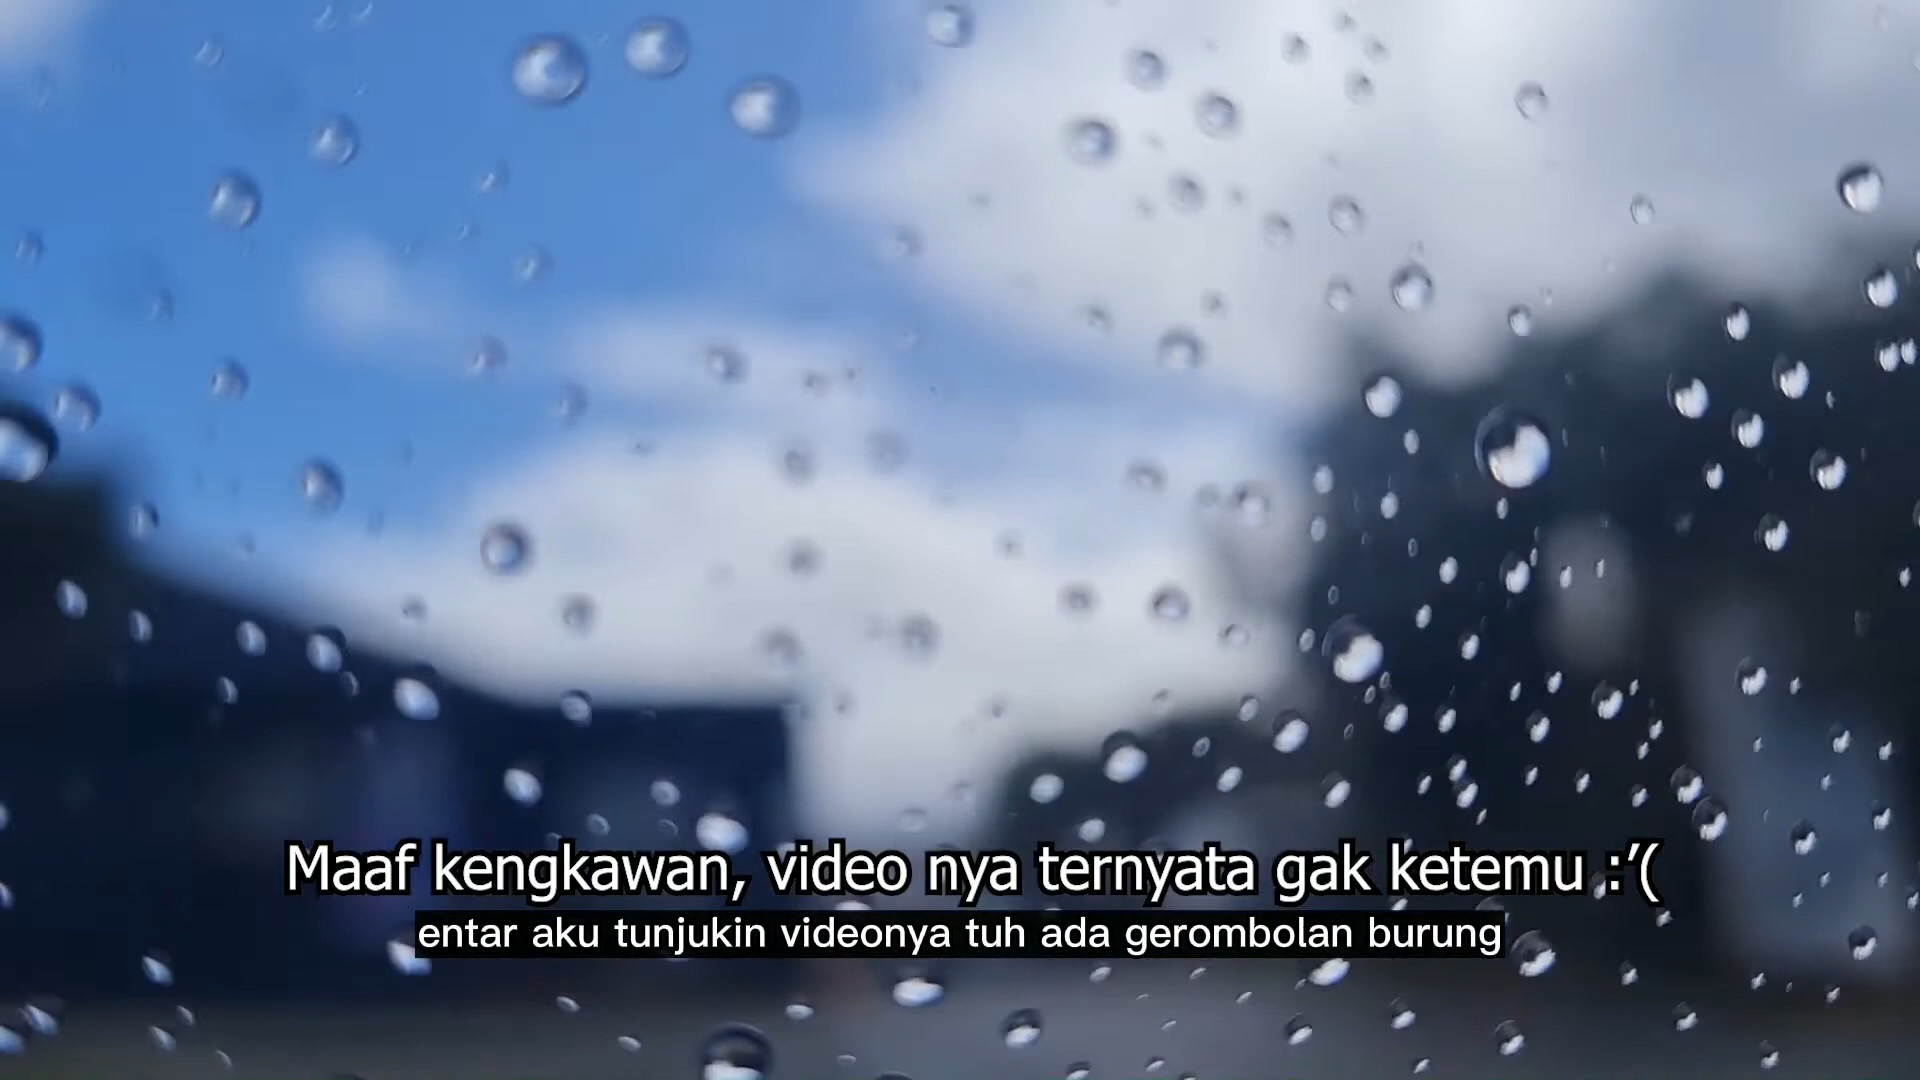 Maaf kengkawan, video nya ternyata gak ketemu :’(
entar aku tunjukin videonya tuh ada gerombolan burung